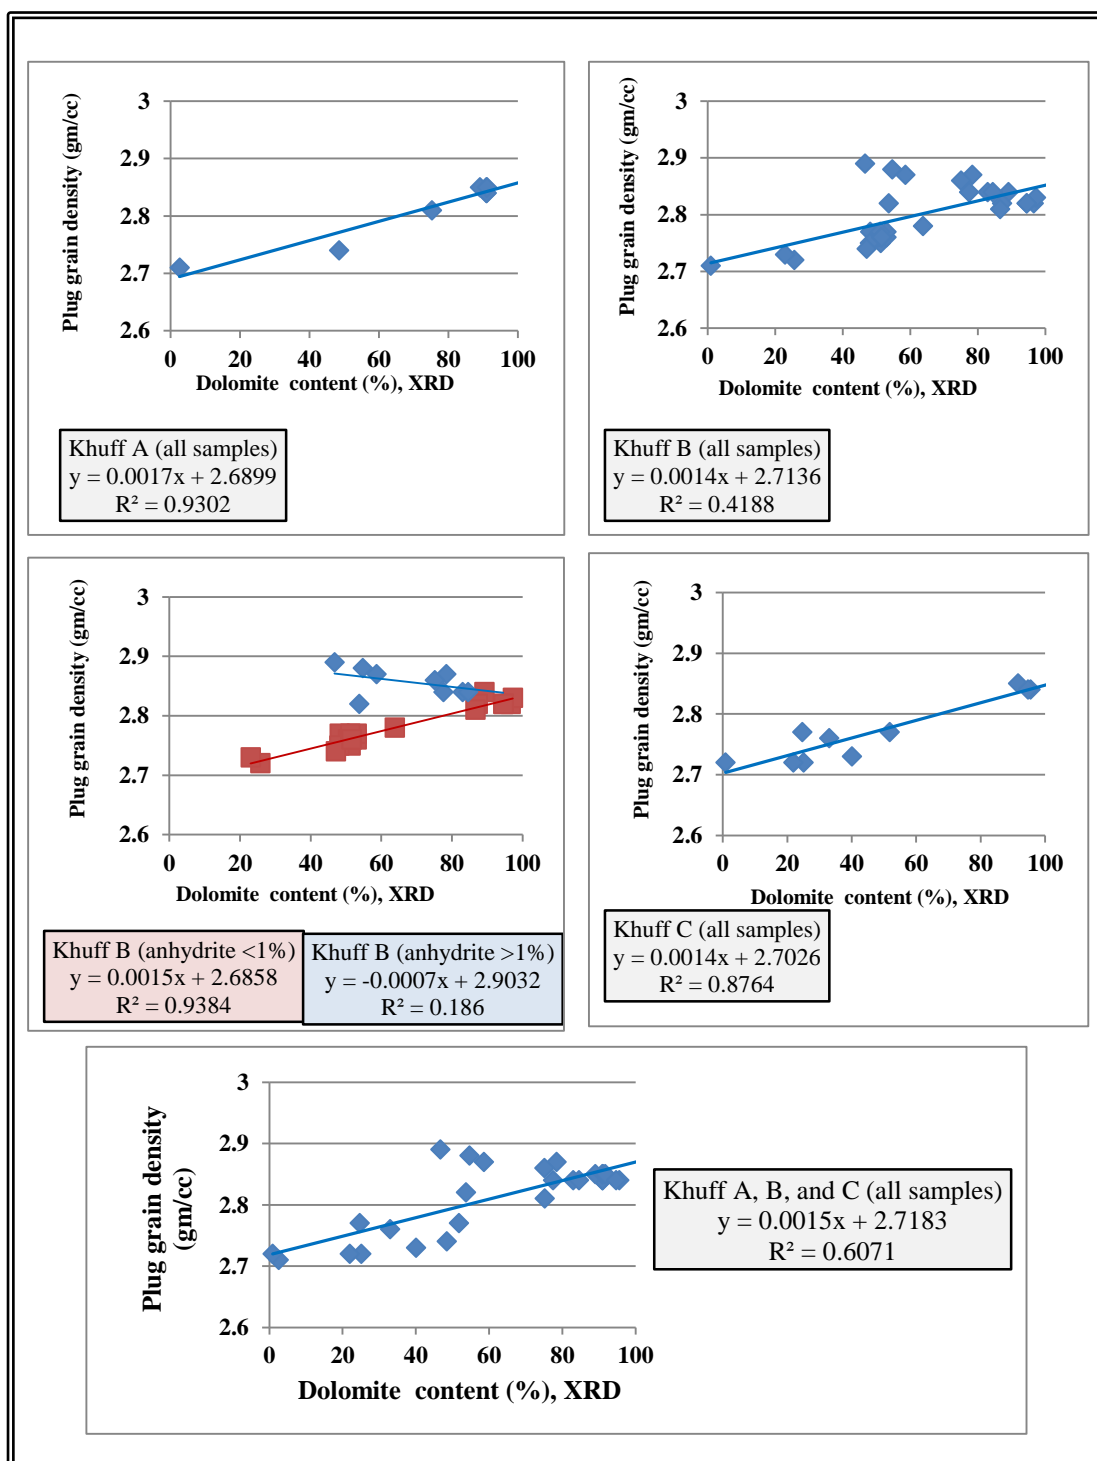 Plug grain density (gm/cc)
3
2.9
2.8
2.7
2.6
0 20 40 60 80 100
Dolomite content (%), XRD
Khuff A (all samples)
y = 0.0017x + 2.6899
R² = 0.9302
Plug grain density (gm/cc)
3
2.9
2.8
2.7
2.6
0 20 40 60 80 100
Dolomite content (%), XRD
Khuff B (all samples)
y = 0.0014x + 2.7136
R² = 0.4188
Plug grain density (gm/cc)
3
2.9
2.8
2.7
2.6
0 20 40 60 80 100
Dolomite content (%), XRD
Khuff B (anhydrite <1%)
y = 0.0015x + 2.6858
R² = 0.9384
Khuff B (anhydrite >1%)
y = -0.0007x + 2.9032
R² = 0.186
Plug grain density (gm/cc)
3
2.9
2.8
2.7
2.6
0 20 40 60 80 100
Dolomite content (%), XRD
Khuff C (all samples)
y = 0.0014x + 2.7026
R² = 0.8764
Plug grain density
(gm/cc)
3
2.9
2.8
2.7
2.6
0 20 40 60 80 100
Dolomite content (%), XRD
Khuff A, B, and C (all samples)
y = 0.0015x + 2.7183
R² = 0.6071